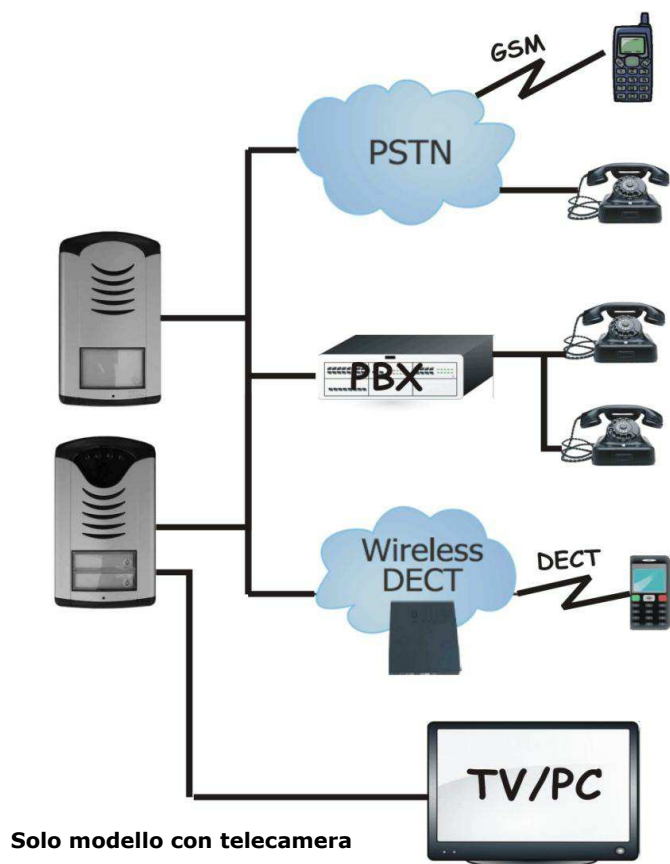 GSM
PSTN
PBX
Wireless
DECT
DECT
TV/PC
Solo modello con telecamera